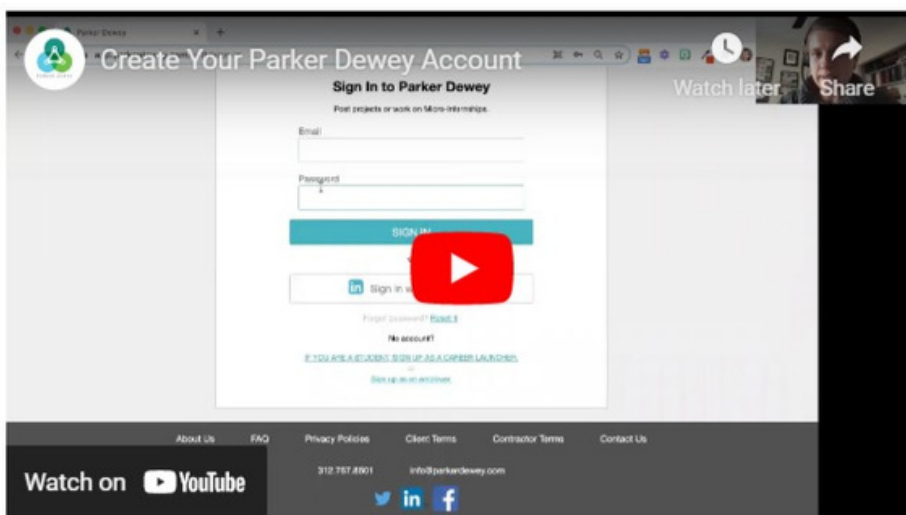 Parker Dewey
Create Your Parker Dewey Account
Watch later
Share
Sign In to Parker Dewey
Post projects or work on Micro-Internships.
Email
Password
SIGN IN
Sign in w
Forgot password? Reset it
No account?
IF YOU ARE A STUDENT, SIGN UP AS A CAREER LAUNCHER.
or
Sign up as an employer.
About Us FAQ Privacy Policies Client Terms Contractor Terms Contact Us
312.767.8601 info@parkerdewey.com
Watch on YouTube